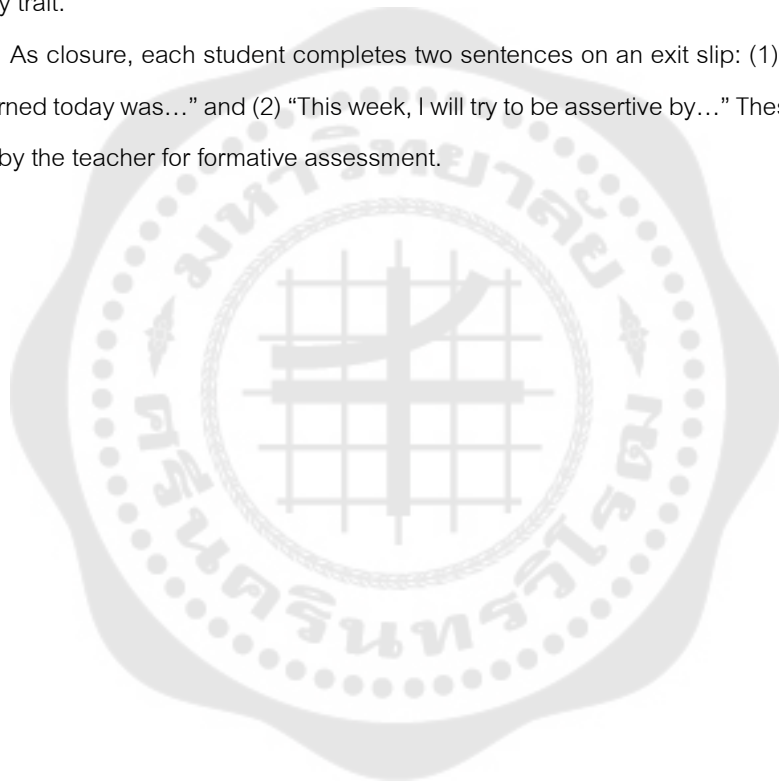 y trait.
As closure, each student completes two sentences on an exit slip: (1)
rned today was…” and (2) “This week, I will try to be assertive by…” Thes
by the teacher for formative assessment.
มหาวิทยาลัย
ศรีนครินทรวิโรฒ